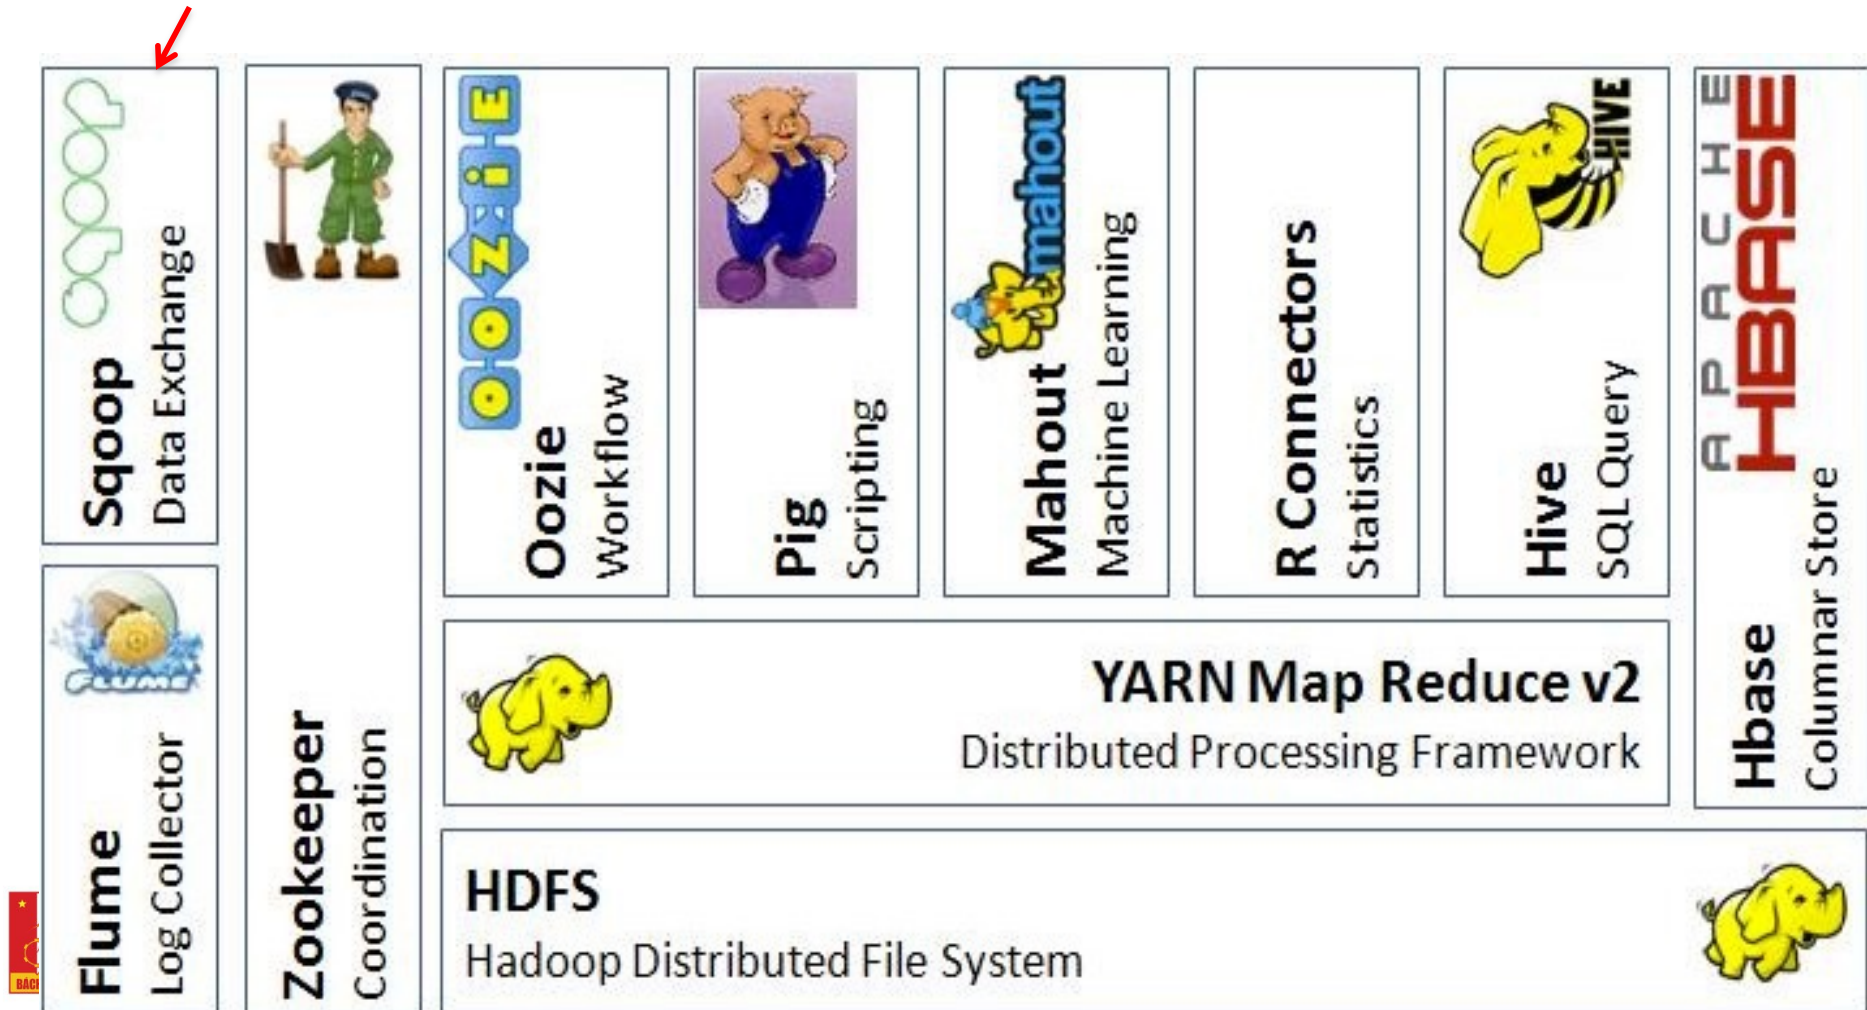 sqoop
Sqoop
Data Exchange
FLUME
Flume
Log Collector
Zookeeper
Coordination
OOZIE
Oozie
Workflow
Pig
Scripting
mahout
Mahout
Machine Learning
R Connectors
Statistics
HIVE
Hive
SQL Query
APACHE
HBASE
Hbase
Columnar Store
YARN Map Reduce v2
Distributed Processing Framework
HDFS
Hadoop Distributed File System